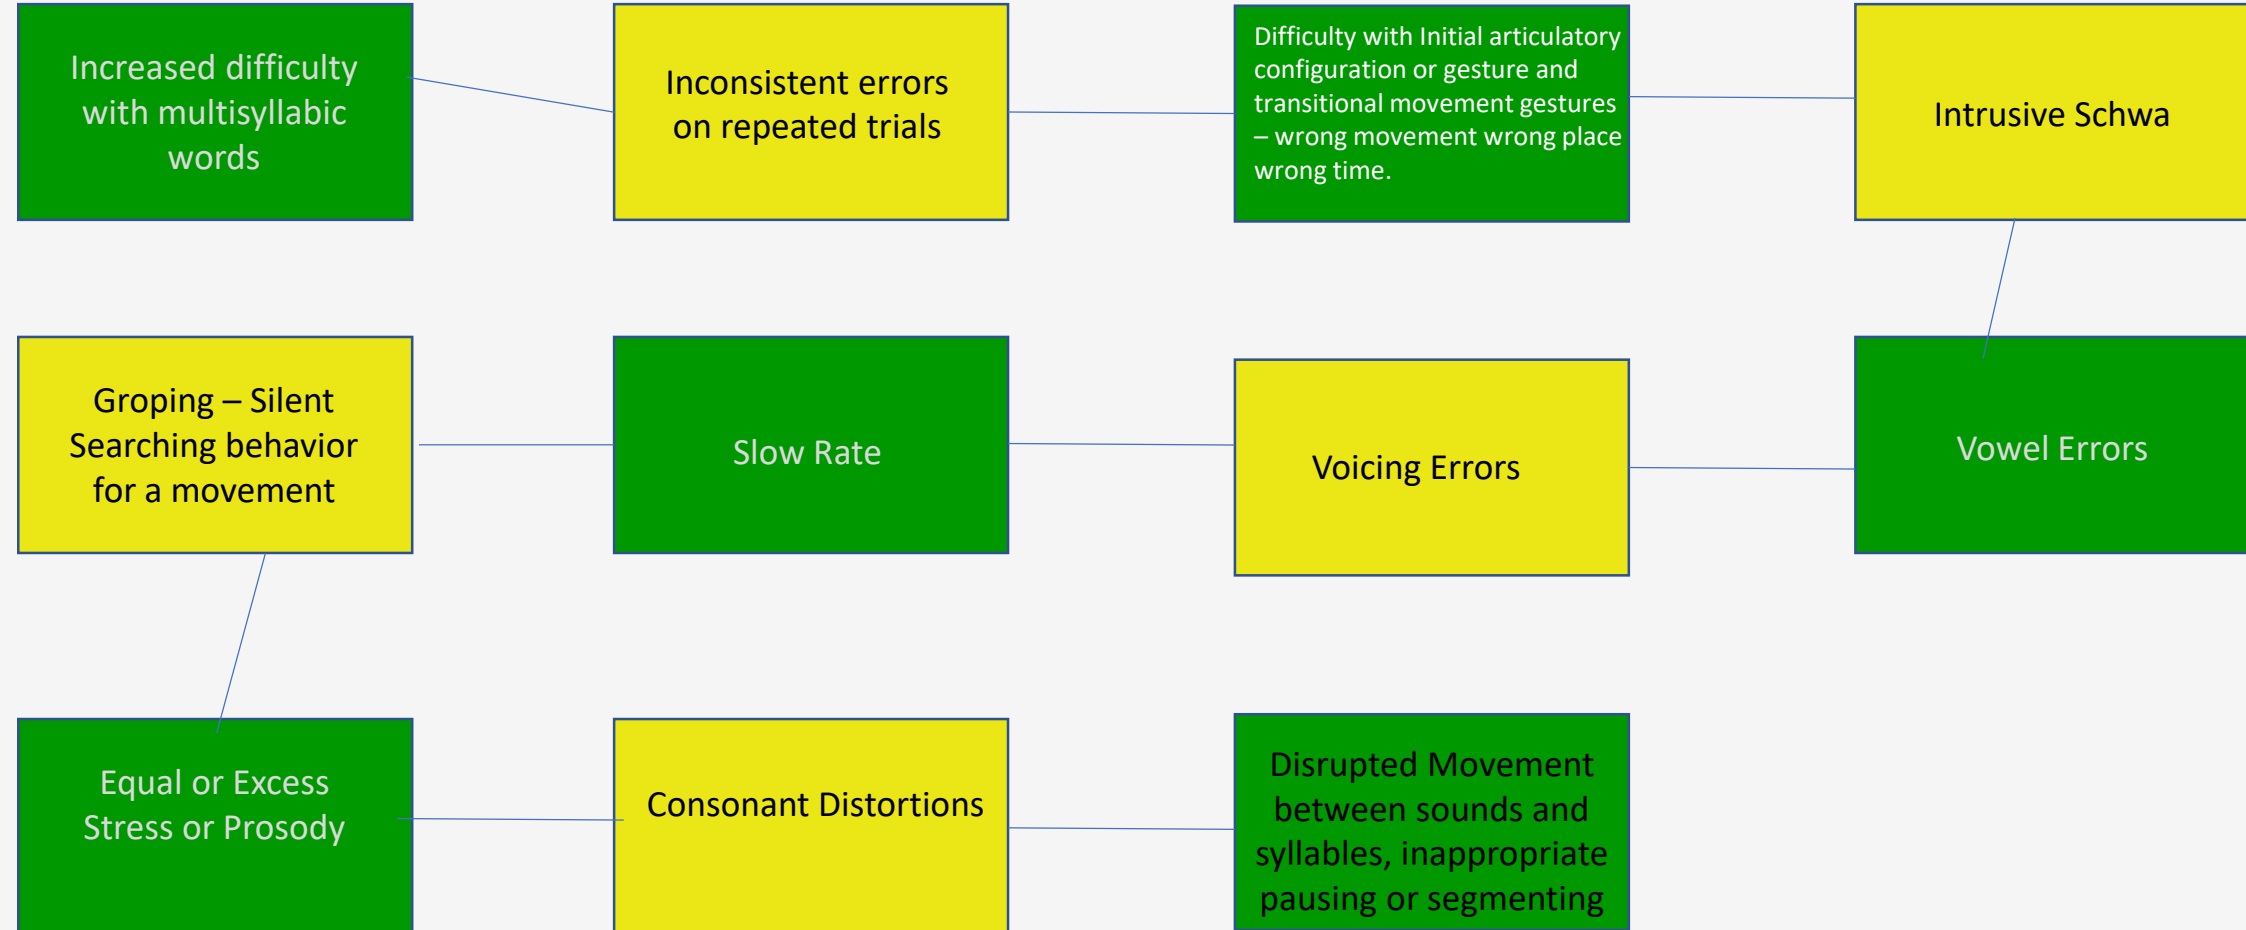 Increased difficulty
with multisyllabic
words
Inconsistent errors
on repeated trials
Difficulty with Initial articulatory
configuration or gesture and
transitional movement gestures
– wrong movement wrong place
wrong time.
Intrusive Schwa
Groping – Silent
Searching behavior
for a movement
Slow Rate
Voicing Errors
Vowel Errors
Equal or Excess
Stress or Prosody
Consonant Distortions
Disrupted Movement
between sounds and
syllables, inappropriate
pausing or segmenting